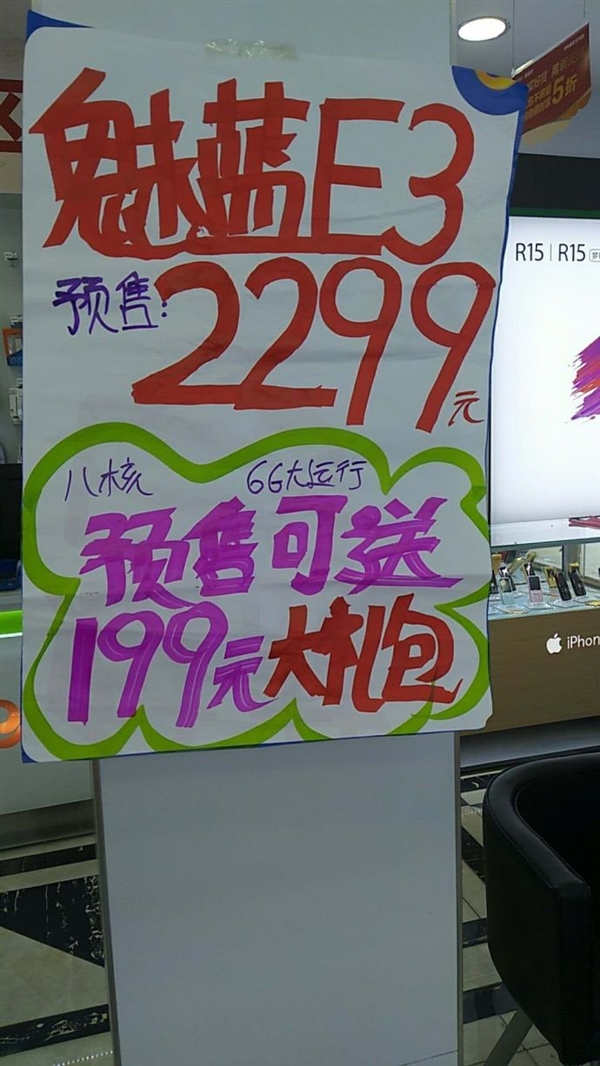 魅蓝E3
预售:2299元
八核 6G大运行
预售可送
199元大礼包
R15 | R15
5折
iPhon